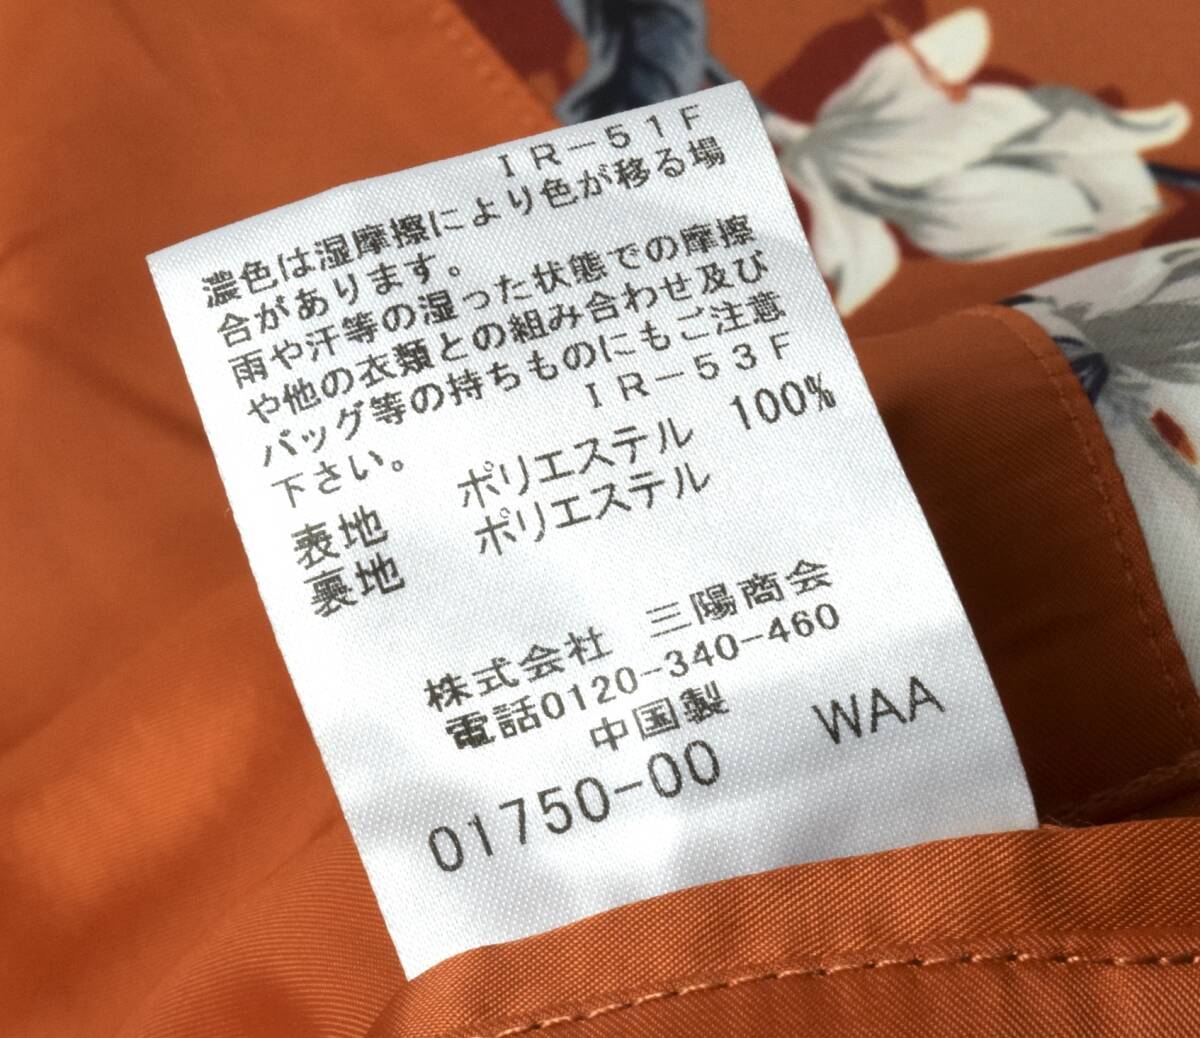 IR-51F
濃色は湿摩擦により色が移る場
合があります。
雨や汗等の湿った状態での摩擦
や他の衣類との組み合わせ及び
バッグ等の持ちものにもご注意
下さい。
IR-53F
表地 ポリエステル 100%
裏地 ポリエステル
株式会社 三陽商会
電話0120-340-460
中国製
01750-00 WAA